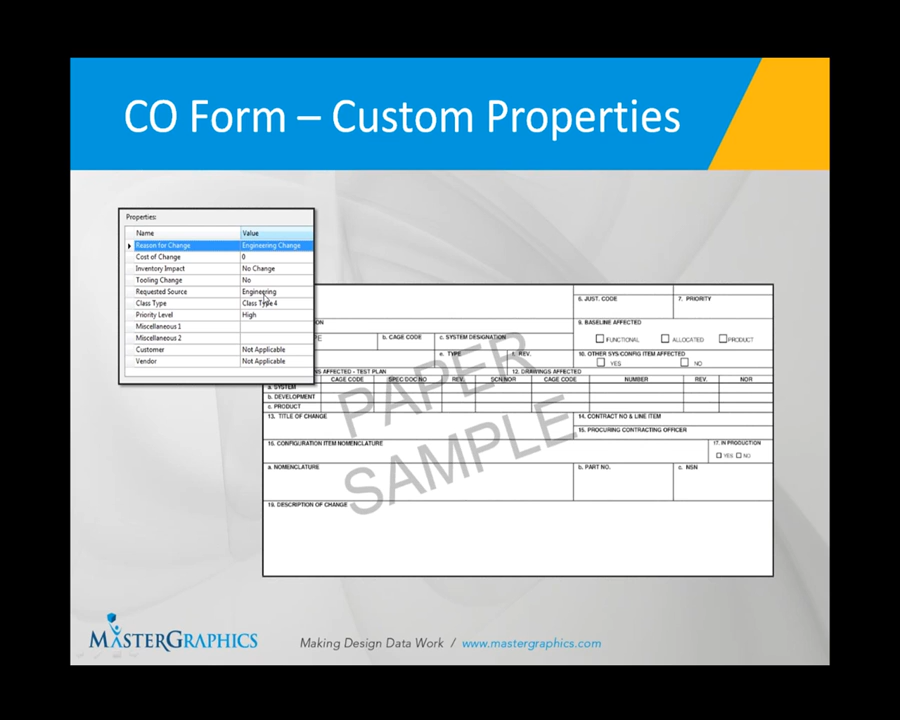 CO Form – Custom Properties
Properties:
Name Value
Reason for Change Engineering Change
Cost of Change 0
Inventory Impact No Change
Tooling Change No
Requested Source Engineering
Class Type Class Type 4
Priority Level High
Miscellaneous 1
Miscellaneous 2
Customer Not Applicable
Vendor Not Applicable
6. JUST. CODE 7. PRIORITY
b. CAGE CODE c. SYSTEM DESIGNATION
9. BASELINE AFFECTED
FUNCTIONAL ALLOCATED PRODUCT
e. TYPE f. REV.
10. OTHER SYS/CONFIG ITEM AFFECTED
YES NO
AFFECTED - TEST PLAN 12. DRAWINGS AFFECTED
CAGE CODE SPEC/DOC NO REV. SCN/NOR CAGE CODE NUMBER REV. NOR
a. SYSTEM
b. DEVELOPMENT
c. PRODUCT
13. TITLE OF CHANGE
14. CONTRACT NO & LINE ITEM
15. PROCURING CONTRACTING OFFICER
16. CONFIGURATION ITEM NOMENCLATURE
17. IN PRODUCTION
YES NO
a. NOMENCLATURE b. PART NO. c. NSN
19. DESCRIPTION OF CHANGE
PAPER
SAMPLE
MASTERGRAPHICS
Making Design Data Work / www.mastergraphics.com